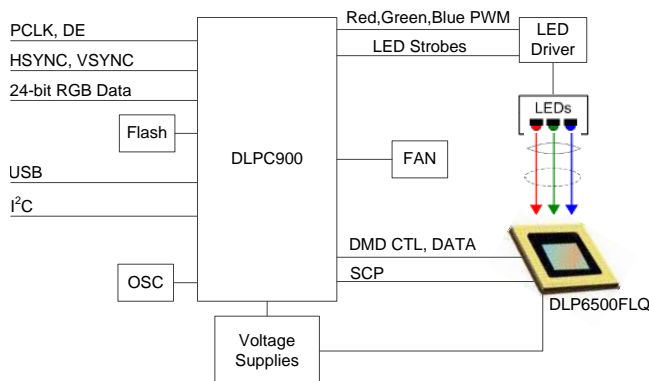 PCLK, DE
HSYNC, VSYNC
24-bit RGB Data
Flash
USB
I²C
OSC
DLPC900
Red,Green,Blue PWM
LED Strobes
LED
Driver
LEDs
FAN
DMD CTL, DATA
SCP
DLP6500FLQ
Voltage
Supplies